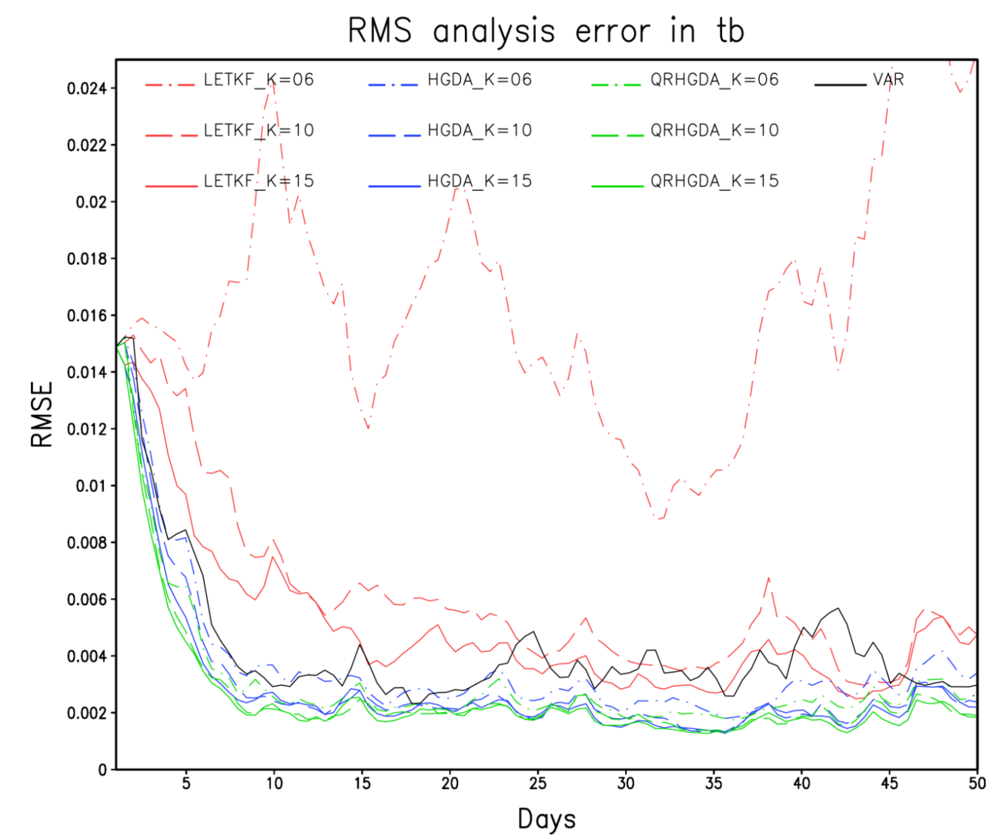 RMS analysis error in tb
LETKF_K=06 HGDA_K=06 QRHGDA_K=06 VAR
LETKF_K=10 HGDA_K=10 QRHGDA_K=10
LETKF_K=15 HGDA_K=15 QRHGDA_K=15
0.024
0.022
0.02
0.018
0.016
0.014
0.012
0.01
0.008
0.006
0.004
0.002
0
RMSE
5 10 15 20 25 30 35 40 45 50
Days